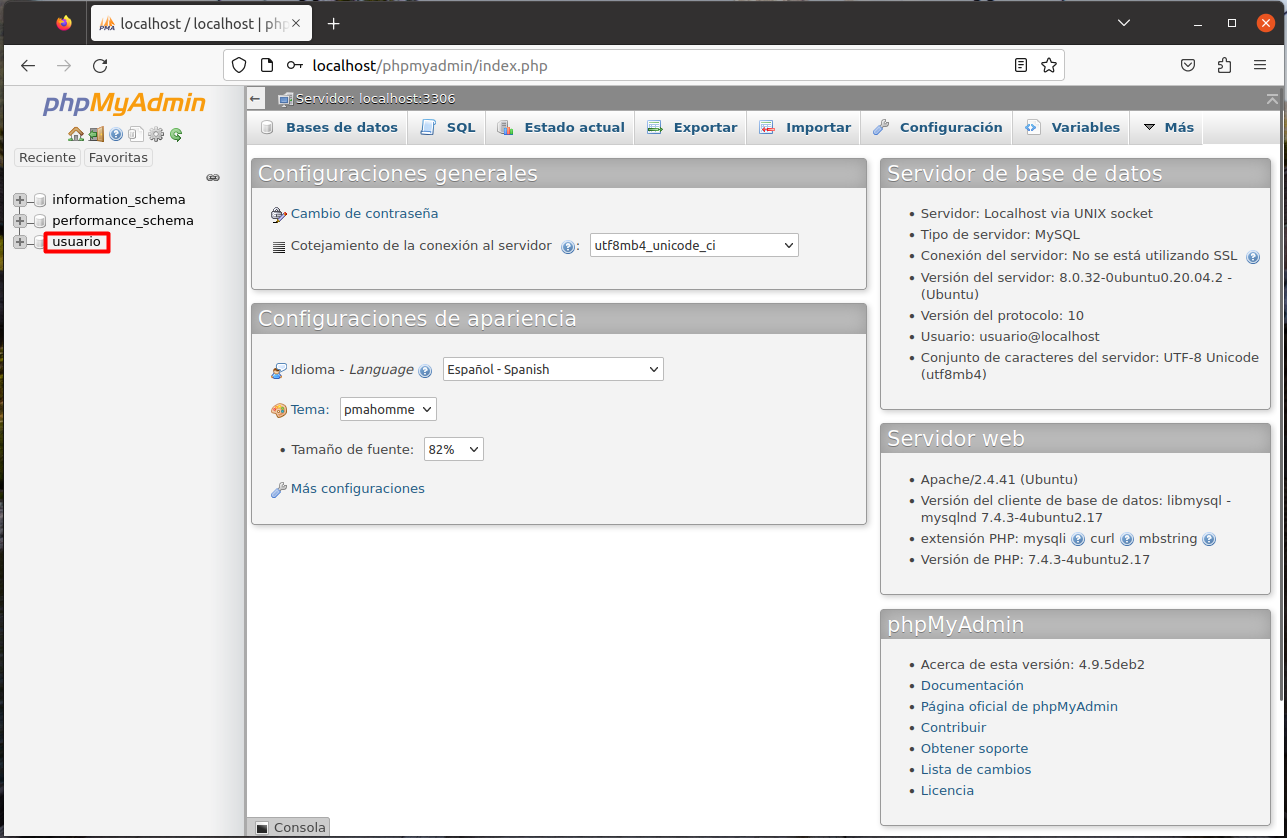 localhost / localhost | php
localhost/phpmyadmin/index.php
phpMyAdmin
Reciente Favoritas
information_schema
performance_schema
usuario
Servidor: localhost:3306
Bases de datos SQL Estado actual Exportar Importar Configuración Variables Más
Configuraciones generales
Cambio de contraseña
Cotejamiento de la conexión al servidor : utf8mb4_unicode_ci
Configuraciones de apariencia
Idioma - Language Español - Spanish
Tema: pmahomme
• Tamaño de fuente: 82%
Más configuraciones
Servidor de base de datos
• Servidor: Localhost via UNIX socket
• Tipo de servidor: MySQL
• Conexión del servidor: No se está utilizando SSL
• Versión del servidor: 8.0.32-0ubuntu0.20.04.2 -
(Ubuntu)
• Versión del protocolo: 10
• Usuario: usuario@localhost
• Conjunto de caracteres del servidor: UTF-8 Unicode
(utf8mb4)
Servidor web
• Apache/2.4.41 (Ubuntu)
• Versión del cliente de base de datos: libmysql -
mysqlnd 7.4.3-4ubuntu2.17
• extensión PHP: mysqli curl mbstring
• Versión de PHP: 7.4.3-4ubuntu2.17
phpMyAdmin
• Acerca de esta versión: 4.9.5deb2
• Documentación
• Página oficial de phpMyAdmin
• Contribuir
• Obtener soporte
• Lista de cambios
• Licencia
Consola